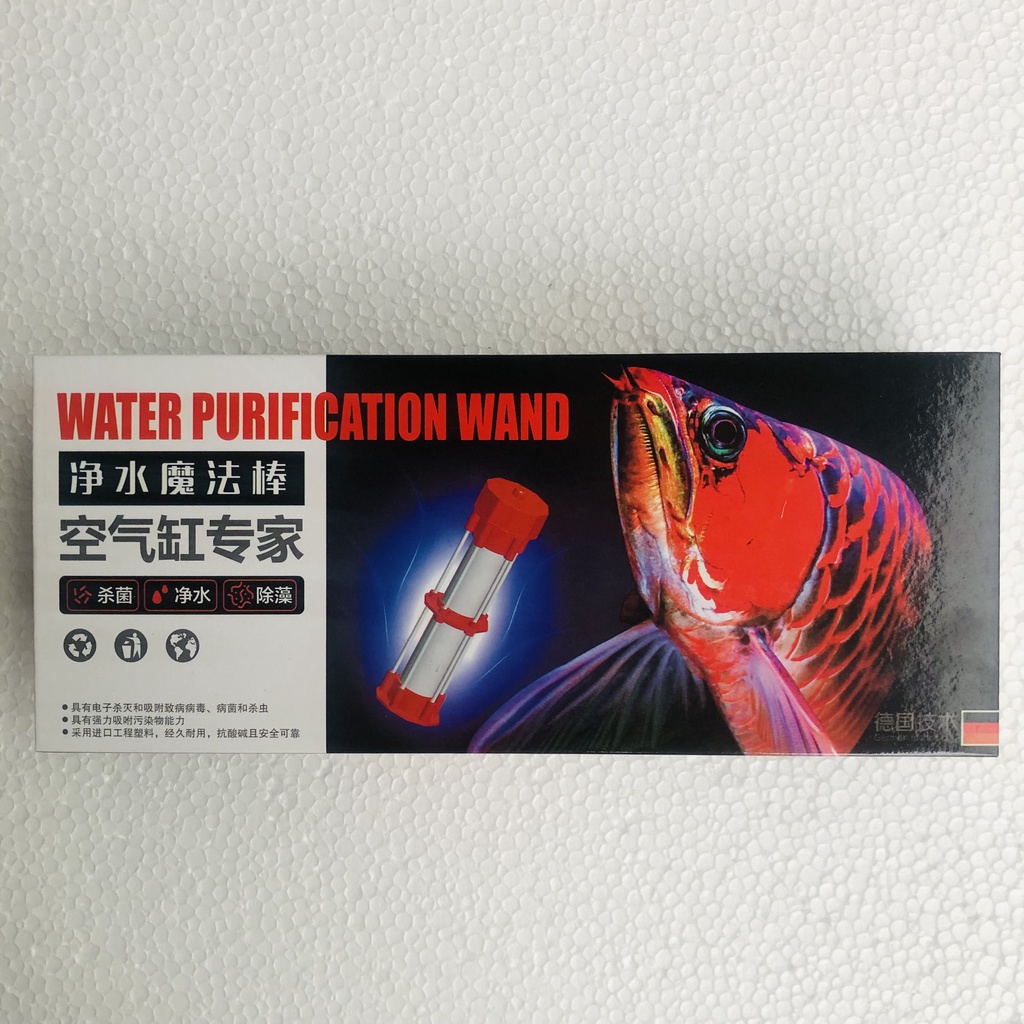 WATER PURIFICATION WAND
净水魔法棒
空气缸专家
杀菌 净水 除藻
●具有电子杀灭和吸附致病病毒、病菌和杀虫
●具有强力吸附污染物能力
●采用进口工程塑料，经久耐用，抗酸碱且安全可靠
德国技术